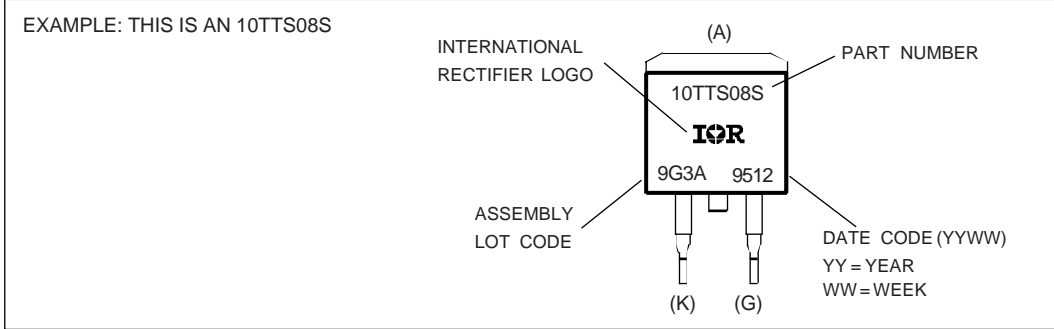 EXAMPLE: THIS IS AN 10TTS08S
(A)
INTERNATIONAL
RECTIFIER LOGO
PART NUMBER
10TTS08S
IOR
9G3A 9512
ASSEMBLY
LOT CODE
DATE CODE (YYWW)
YY = YEAR
WW = WEEK
(K) (G)